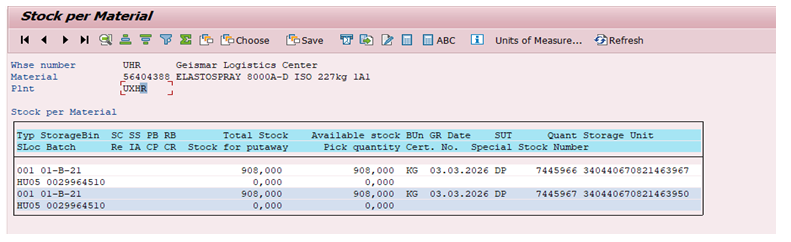 Stock per Material
Choose Save ABC Units of Measure... Refresh
Whse number UHR Geismar Logistics Center
Material 56404388 ELASTOSPRAY 8000A-D ISO 227kg 1A1
Plnt UXHR
Stock per Material
Typ StorageBin SC SS PB RB Total Stock Available stock BUn GR Date SUT Quant Storage Unit
SLoc Batch Re IA CP CR Stock for putaway Pick quantity Cert. No. Special Stock Number
001 01-B-21 908,000 908,000 KG 03.03.2026 DP 7445966 340440670821463967
HU05 0029964510 0,000 0,000
001 01-B-21 908,000 908,000 KG 03.03.2026 DP 7445967 340440670821463950
HU05 0029964510 0,000 0,000